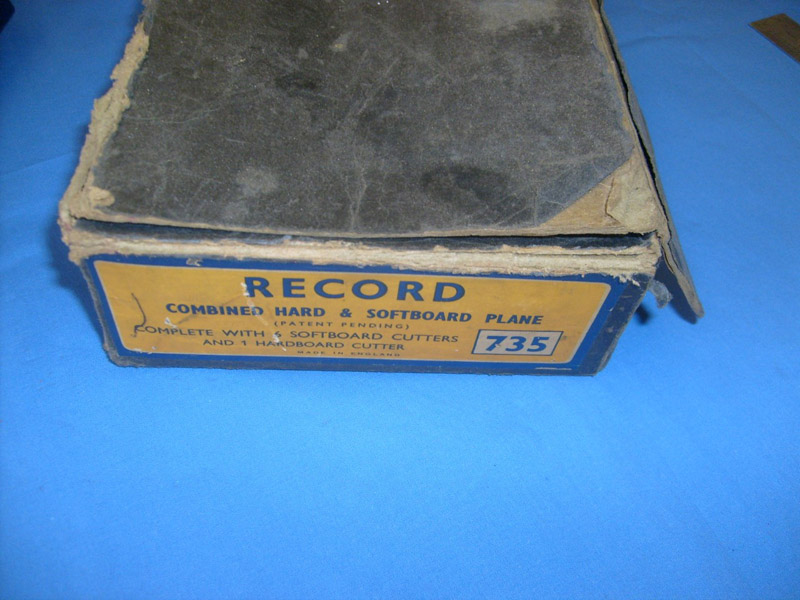 RECORD
COMBINED HARD & SOFTBOARD PLANE
(PATENT PENDING)
COMPLETE WITH 6 SOFTBOARD CUTTERS
AND 1 HARDBOARD CUTTER
735
MADE IN ENGLAND